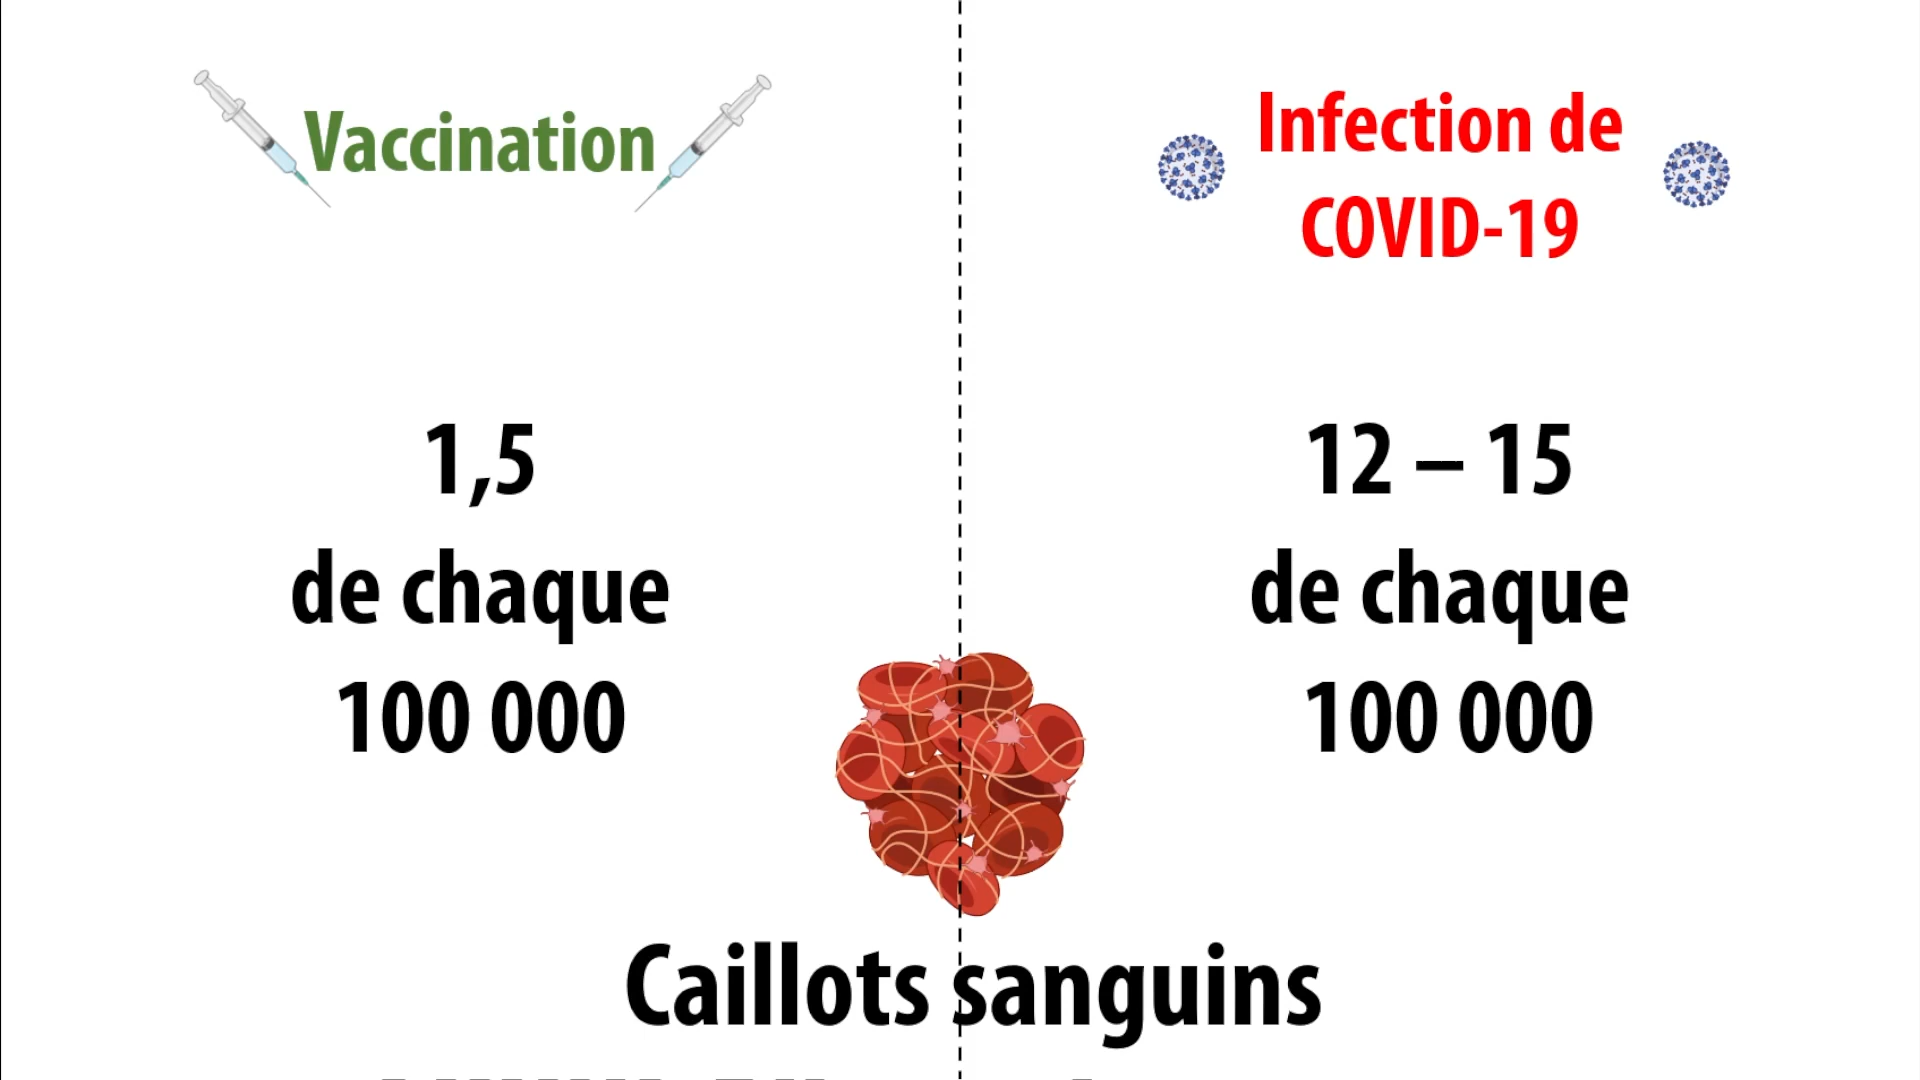 Vaccination
Infection de
COVID-19
1,5
de chaque
100 000
12 – 15
de chaque
100 000
Caillots sanguins